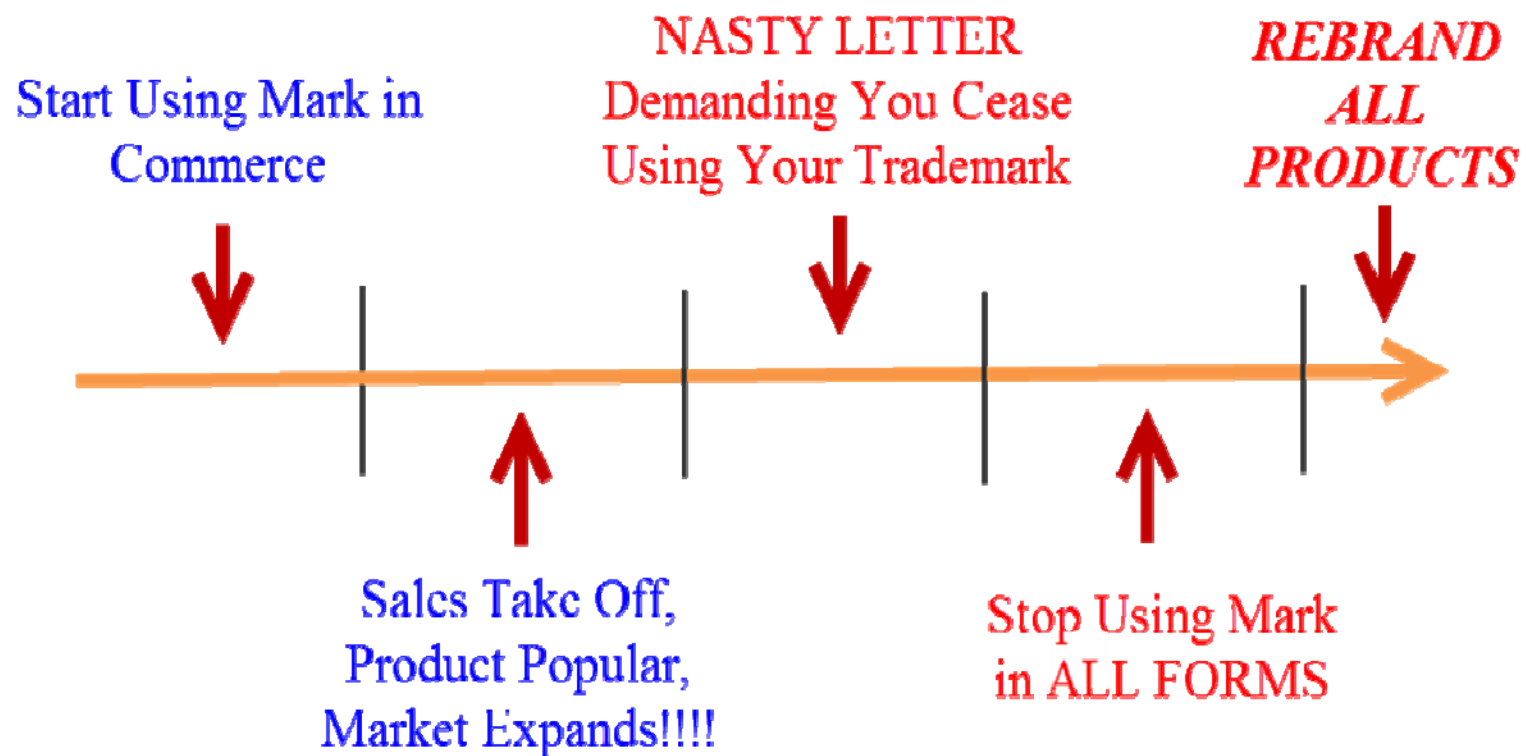 Start Using Mark in
Commerce
NASTY LETTER
Demanding You Cease
Using Your Trademark
REBRAND
ALL
PRODUCTS
Sales Take Off,
Product Popular,
Market Expands!!!!
Stop Using Mark
in ALL FORMS